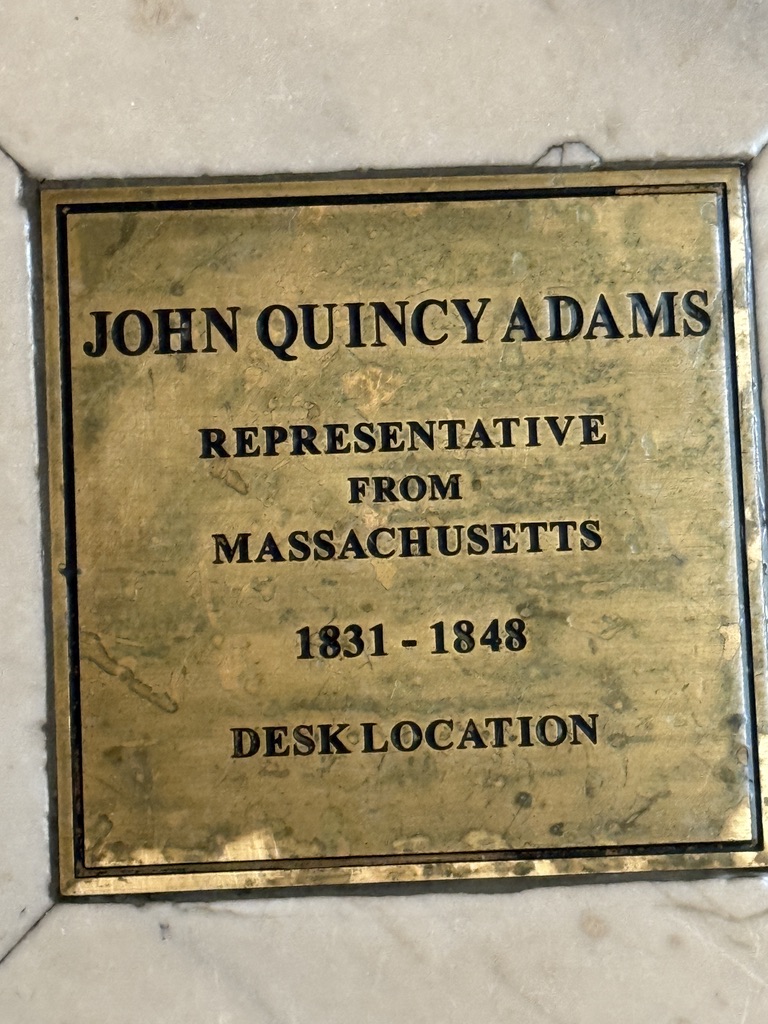 JOHN QUINCY ADAMS
REPRESENTATIVE
FROM
MASSACHUSETTS
1831 - 1848
DESK LOCATION